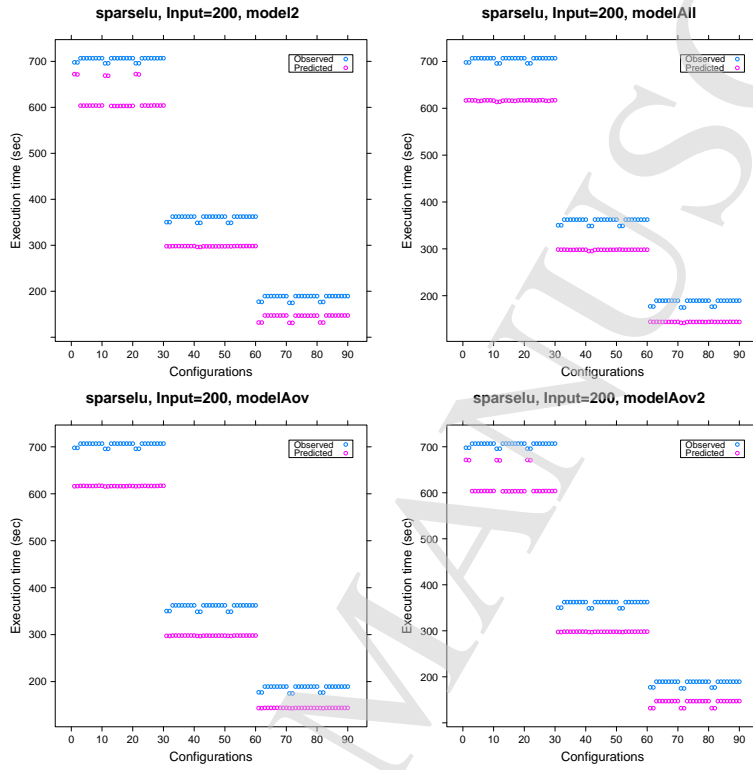 sparselu, Input=200, model2
Observed
Predicted
700
600
500
400
300
200
Execution time (sec)
0 10 20 30 40 50 60 70 80 90
Configurations
sparselu, Input=200, modelAll
Observed
Predicted
700
600
500
400
300
200
Execution time (sec)
0 10 20 30 40 50 60 70 80 90
Configurations
sparselu, Input=200, modelAov
Observed
Predicted
700
600
500
400
300
200
Execution time (sec)
0 10 20 30 40 50 60 70 80 90
Configurations
sparselu, Input=200, modelAov2
Observed
Predicted
700
600
500
400
300
200
Execution time (sec)
0 10 20 30 40 50 60 70 80 90
Configurations
MANUSC